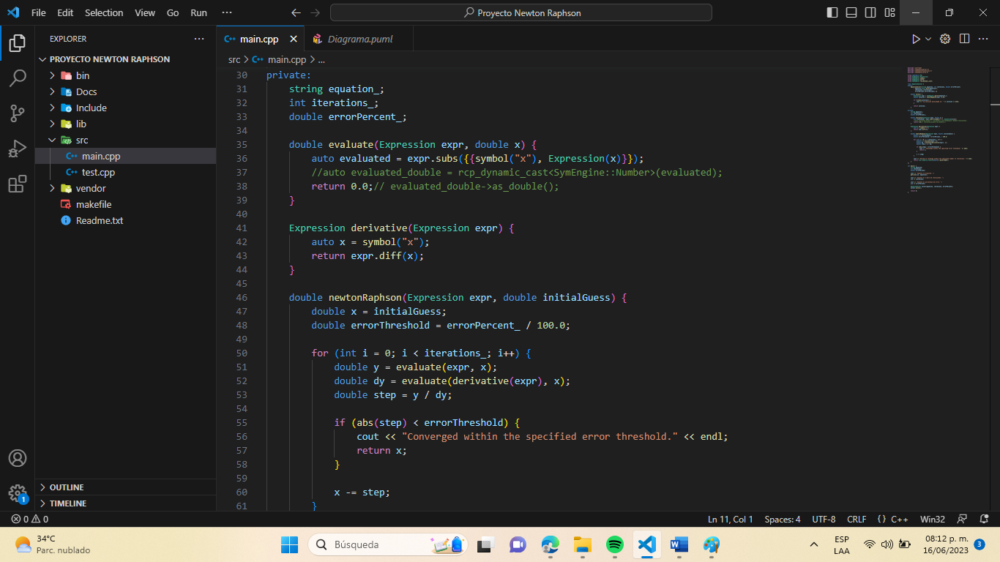 File Edit Selection View Go Run ··· Proyecto Newton Raphson
EXPLORER ···
PROYECTO NEWTON RAPHSON
bin
Docs
Include
lib
src
main.cpp
test.cpp
vendor
makefile
Readme.txt
OUTLINE
TIMELINE
main.cpp Diagrama.puml
src > main.cpp > ...
30 private:
31 string equation_;
32 int iterations_;
33 double errorPercent_;
34
35 double evaluate(Expression expr, double x) {
36 auto evaluated = expr.subs({{symbol("x"), Expression(x)}});
37 //auto evaluated_double = rcp_dynamic_cast<SymEngine::Number>(evaluated);
38 return 0.0;// evaluated_double->as_double();
39 }
40
41 Expression derivative(Expression expr) {
42 auto x = symbol("x");
43 return expr.diff(x);
44 }
45
46 double newtonRaphson(Expression expr, double initialGuess) {
47 double x = initialGuess;
48 double errorThreshold = errorPercent_ / 100.0;
49
50 for (int i = 0; i < iterations_; i++) {
51 double y = evaluate(expr, x);
52 double dy = evaluate(derivative(expr), x);
53 double step = y / dy;
54
55 if (abs(step) < errorThreshold) {
56 cout << "Converged within the specified error threshold." << endl;
57 return x;
58 }
59
60 x -= step;
61 }
0 0 Ln 11, Col 1 Spaces: 4 UTF-8 CRLF {} C++ Win32
1
34°C
Parc. nublado
Búsqueda
ESP
LAA
08:12 p. m.
16/06/2023
3